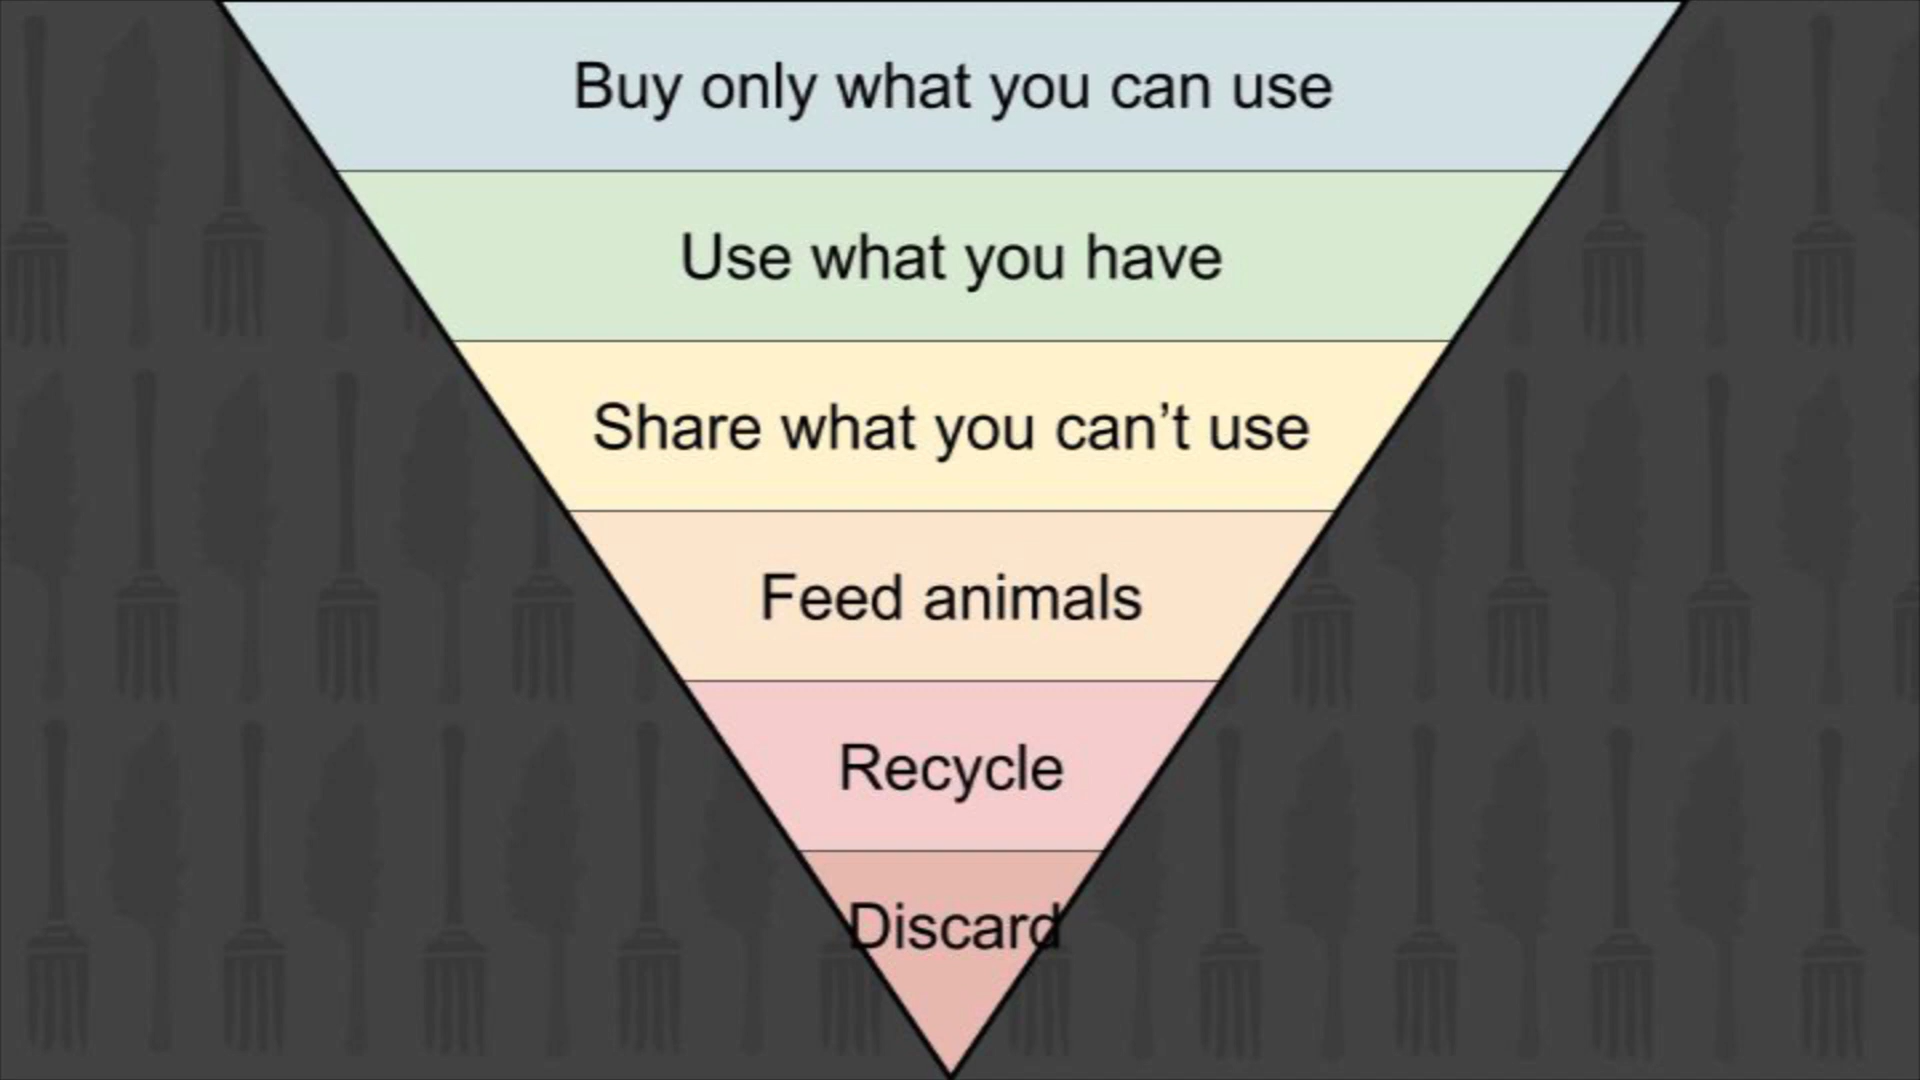 Buy only what you can use
Use what you have
Share what you can’t use
Feed animals
Recycle
Discard